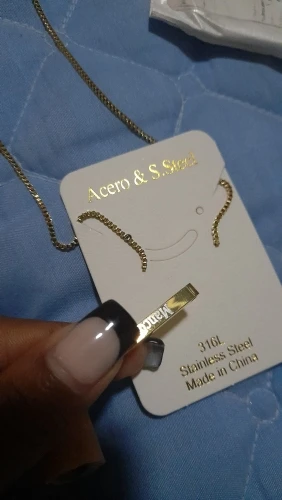 Acero & S.Steel
316L
Stainless Steel
Made in China